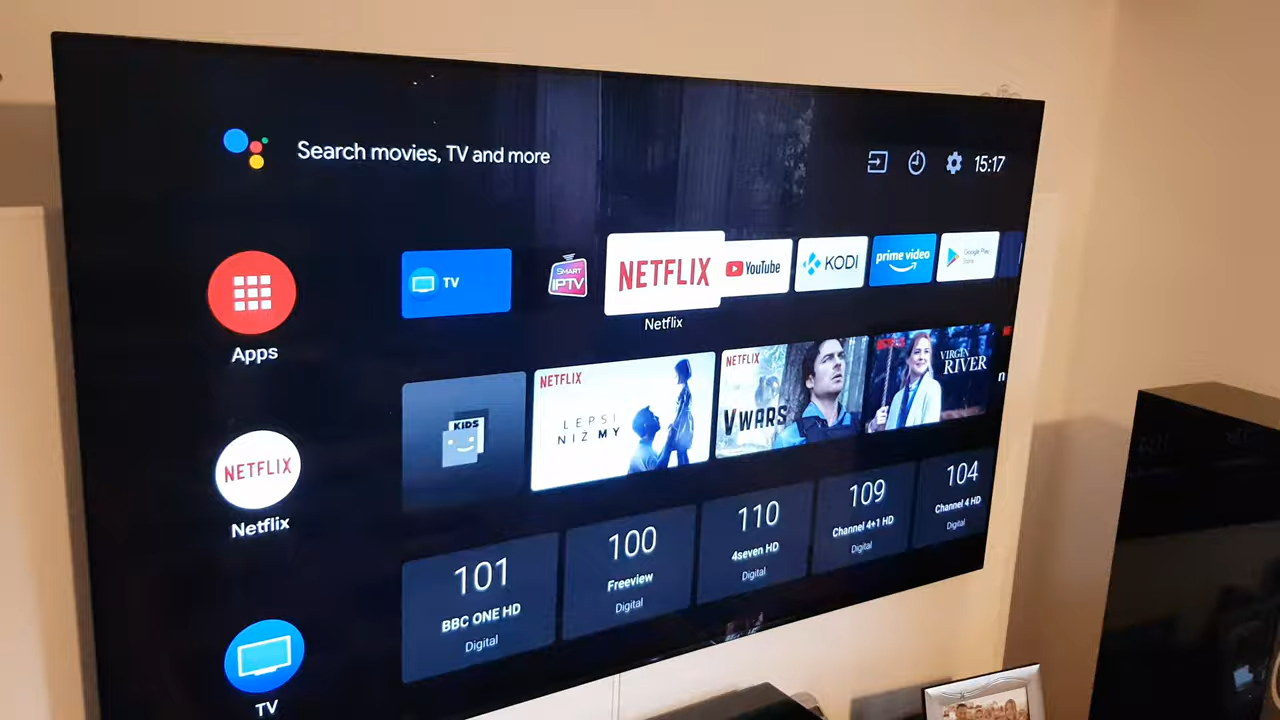 Search movies, TV and more
15:17
TV
SMART
IPTV
NETFLIX
YouTube
KODI
prime video
Google Play
Netflix
Apps
KIDS
NETFLIX
LEPSI
NIŻ MY
NETFLIX
V WARS
NETFLIX
VIRGIN
RIVER
n
NETFLIX
Netflix
101
BBC ONE HD
Digital
100
Freeview
Digital
110
4seven HD
Digital
109
Channel 4+1 HD
Digital
104
Channel 4 HD
Digital
TV